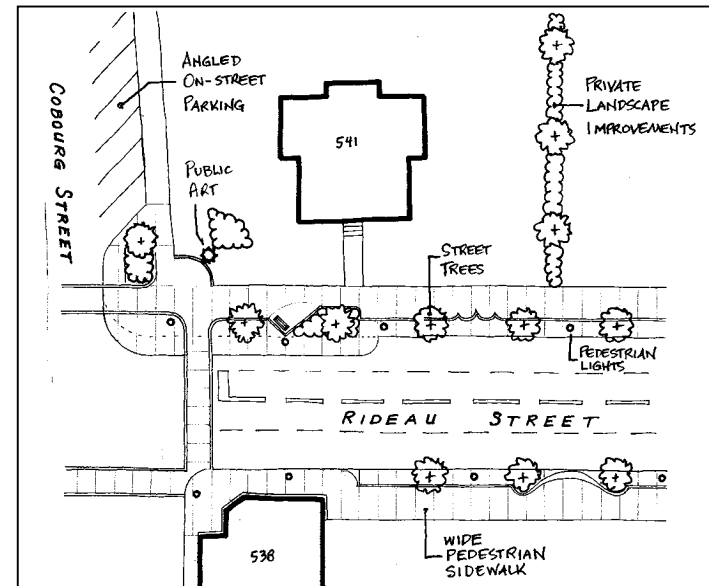 ANGLED
ON-STREET
PARKING
COBOURG STREET
PUBLIC
ART
541
PRIVATE
LANDSCAPE
IMPROVEMENTS
STREET
TREES
PEDESTRIAN
LIGHTS
RIDEAU STREET
538
WIDE
PEDESTRIAN
SIDEWALK